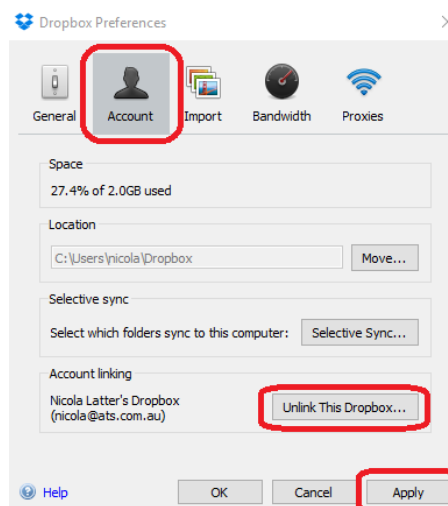 Dropbox Preferences
General Account Import Bandwidth Proxies
Space
27.4% of 2.0GB used
Location
C:\Users\nicola\Dropbox Move...
Selective sync
Select which folders sync to this computer: Selective Sync...
Account linking
Nicola Latter's Dropbox
(nicola@ats.com.au) Unlink This Dropbox...
Help OK Cancel Apply